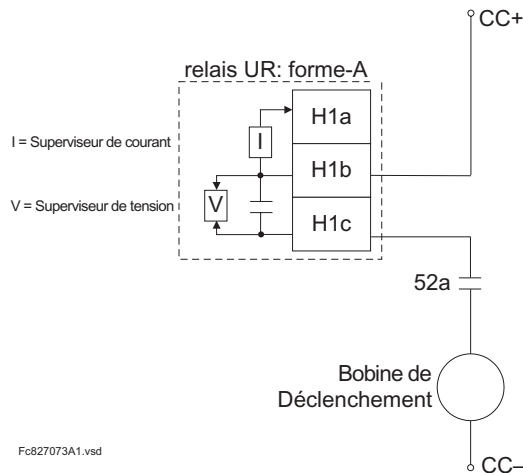 CC+
relais UR: forme-A
H1a
I = Superviseur de courant
I
H1b
V = Superviseur de tension
V
H1c
52a
Bobine de
Déclenchement
Fc827073A1.vsd
CC–